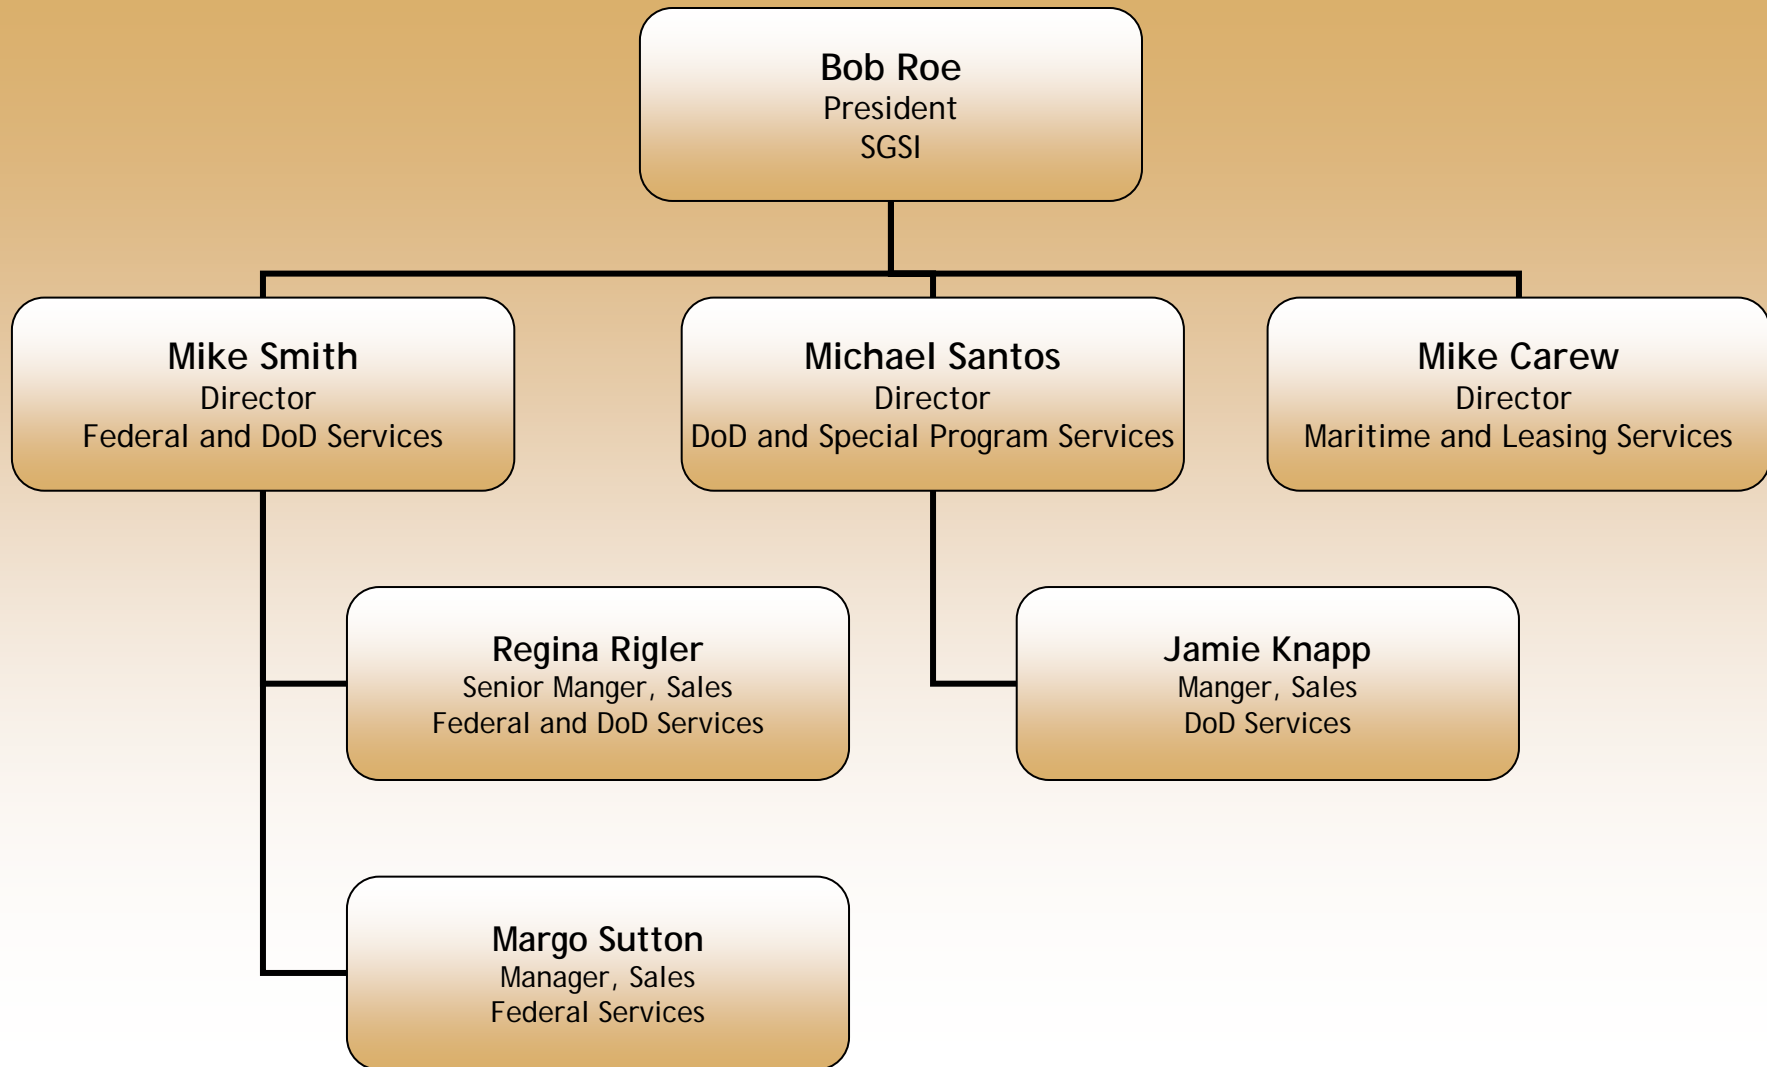 Bob Roe
President
SGSI
Mike Smith
Director
Federal and DoD Services
Michael Santos
Director
DoD and Special Program Services
Mike Carew
Director
Maritime and Leasing Services
Regina Rigler
Senior Manger, Sales
Federal and DoD Services
Jamie Knapp
Manger, Sales
DoD Services
Margo Sutton
Manager, Sales
Federal Services